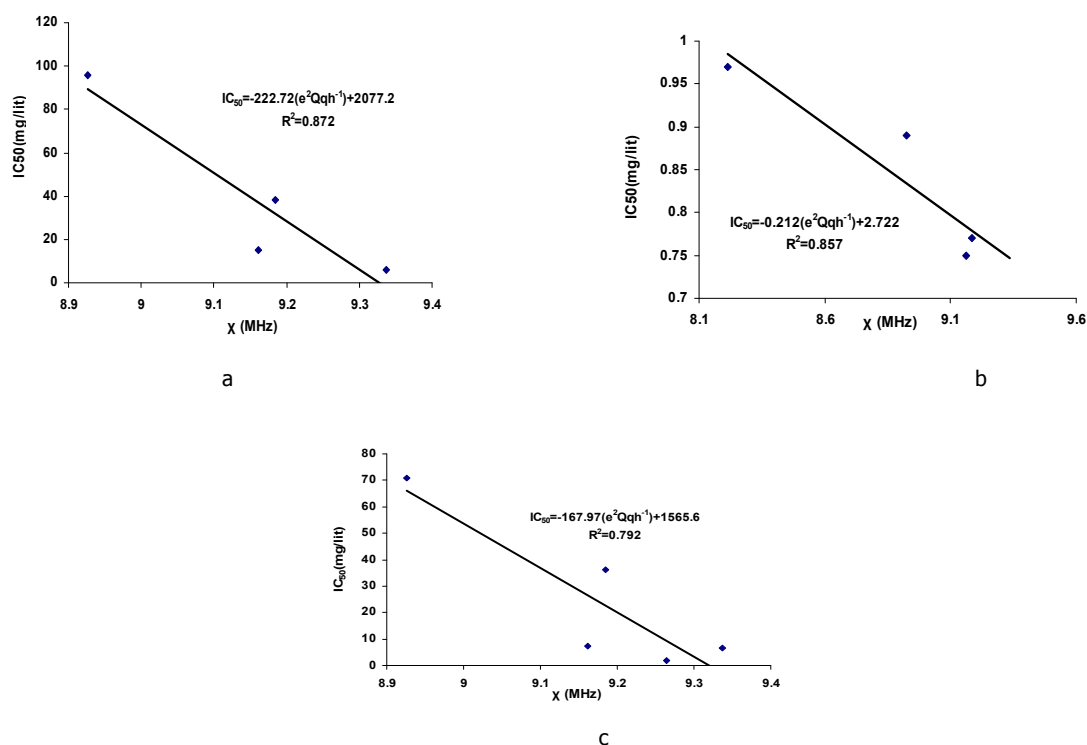 120
100
80
60
40
20
0
IC50(mg/lit)
IC₅₀=-222.72(e²Qqh⁻¹)+2077.2
R²=0.872
8.9 9 9.1 9.2 9.3 9.4
χ (MHz)
a
1
0.95
0.9
0.85
0.8
0.75
0.7
IC50(mg/lit)
IC₅₀=-0.212(e²Qqh⁻¹)+2.722
R²=0.857
8.1 8.6 9.1 9.6
χ (MHz)
b
80
70
60
50
40
30
20
10
0
IC₅₀(mg/lit)
IC₅₀=-167.97(e²Qqh⁻¹)+1565.6
R²=0.792
8.9 9 9.1 9.2 9.3 9.4
χ (MHz)
c